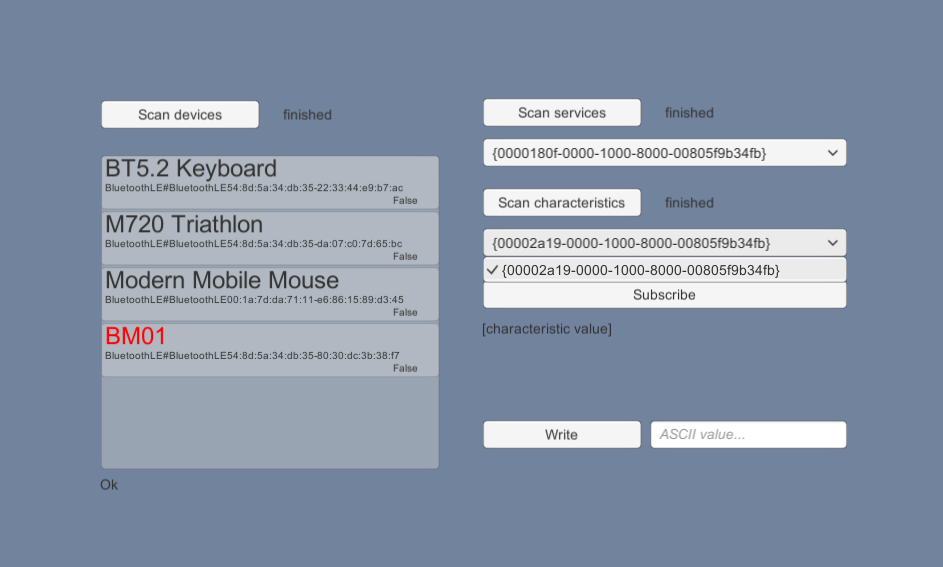 Scan devices
finished
BT5.2 Keyboard
BluetoothLE#BluetoothLE54:8d:5a:34:db:35-22:33:44:e9:b7:ac
False
M720 Triathlon
BluetoothLE#BluetoothLE54:8d:5a:34:db:35-da:07:c0:7d:65:bc
False
Modern Mobile Mouse
BluetoothLE#BluetoothLE00:1a:7d:da:71:11-e6:86:15:89:d3:45
False
BM01
BluetoothLE#BluetoothLE54:8d:5a:34:db:35-80:30:dc:3b:38:f7
False
Ok
Scan services
finished
{0000180f-0000-1000-8000-00805f9b34fb}
Scan characteristics
finished
{00002a19-0000-1000-8000-00805f9b34fb}
{00002a19-0000-1000-8000-00805f9b34fb}
Subscribe
[characteristic value]
Write
ASCII value...